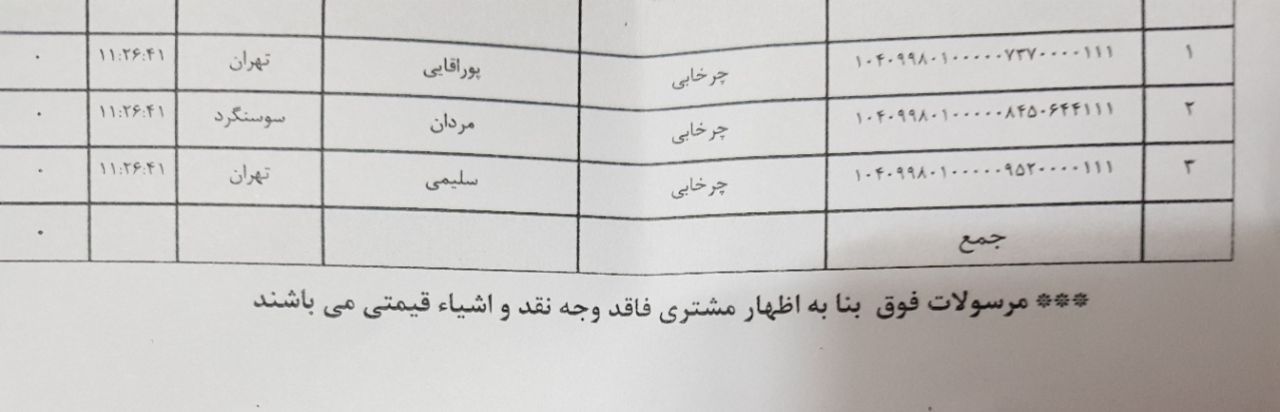 ۱ ۱۰۴۰۹۹۸۰۱۰۰۰۰۰۷۳۷۰۰۰۰۱۱۱ چرخابی پوراقایی تهران ۱۱:۲۶:۴۱ ۰
۲ ۱۰۴۰۹۹۸۰۱۰۰۰۰۰۸۴۵۰۶۴۴۱۱۱ چرخابی مردان سوسنگرد ۱۱:۲۶:۴۱ ۰
۳ ۱۰۴۰۹۹۸۰۱۰۰۰۰۰۹۵۲۰۰۰۰۱۱۱ چرخابی سلیمی تهران ۱۱:۲۶:۴۱ ۰
جمع ۰
*** مرسولات فوق بنا به اظهار مشتری فاقد وجه نقد و اشیاء قیمتی می باشند